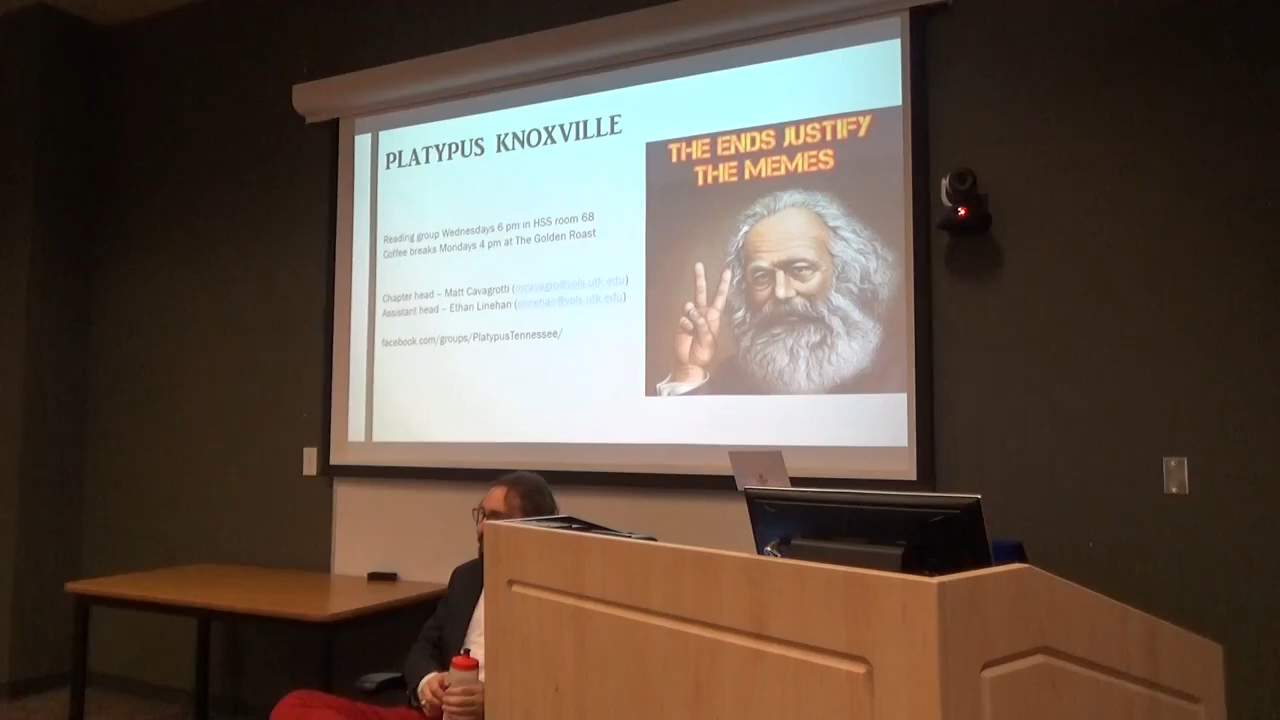 PLATYPUS KNOXVILLE
THE ENDS JUSTIFY
THE MEMES
Reading group Wednesdays 6 pm in HSS room 68
Coffee breaks Mondays 4 pm at The Golden Roast
Chapter head – Matt Cavagrotti (mcavagro@vols.utk.edu)
Assistant head – Ethan Linehan (elinehan@vols.utk.edu)
facebook.com/groups/PlatypusTennessee/